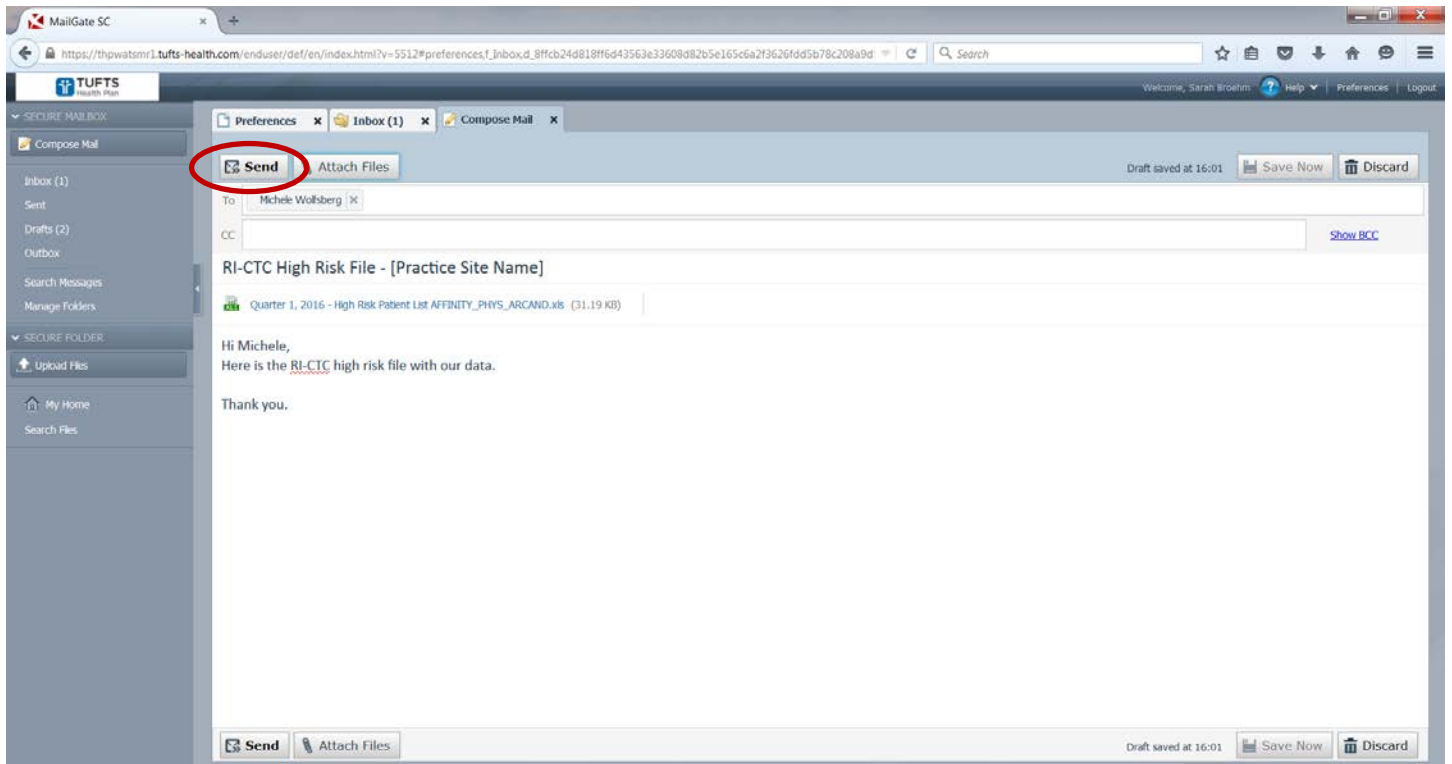 MailGate SC
https://thpwatsmr1.tufts-health.com/enduser/def/en/index.html?v=5512#preferences,f_Inbox,d_8ffcb24d818ff6d43563e33608d82b5e165c6a2f3626fdd5b78c208a9d
Search
TUFTS
Health Plan
Welcome, Sarah Broehm Help Preferences Logout
SECURE MAILBOX
Preferences Inbox (1) Compose Mail
Compose Mail
Send Attach Files Draft saved at 16:01 Save Now Discard
Inbox (1)
Sent
Drafts (2)
Outbox
Search Messages
Manage Folders
SECURE FOLDER
Upload Files
My Home
Search Files
To Michele Wolfsberg
CC Show BCC
RI-CTC High Risk File - [Practice Site Name]
Quarter 1, 2016 - High Risk Patient List AFFINITY_PHYS_ARCAND.xls (31.19 KB)
Hi Michele,
Here is the RI-CTC high risk file with our data.
Thank you.
Send Attach Files Draft saved at 16:01 Save Now Discard